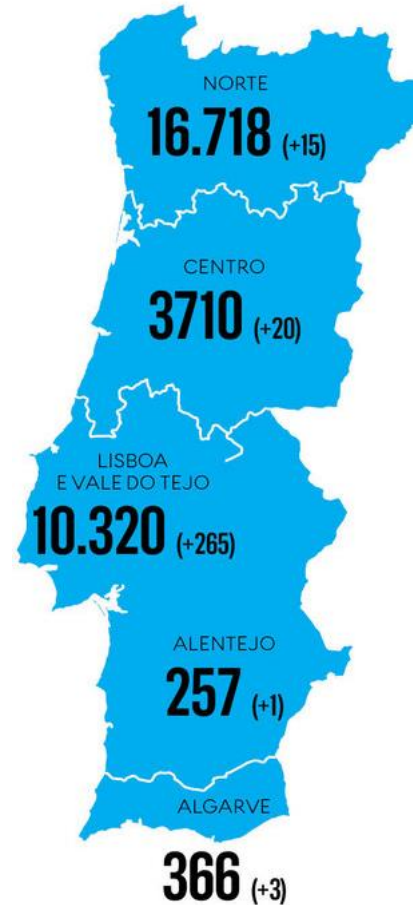 NORTE
16.718 (+15)
CENTRO
3710 (+20)
LISBOA
E VALE DO TEJO
10.320 (+265)
ALENTEJO
257 (+1)
ALGARVE
366 (+3)